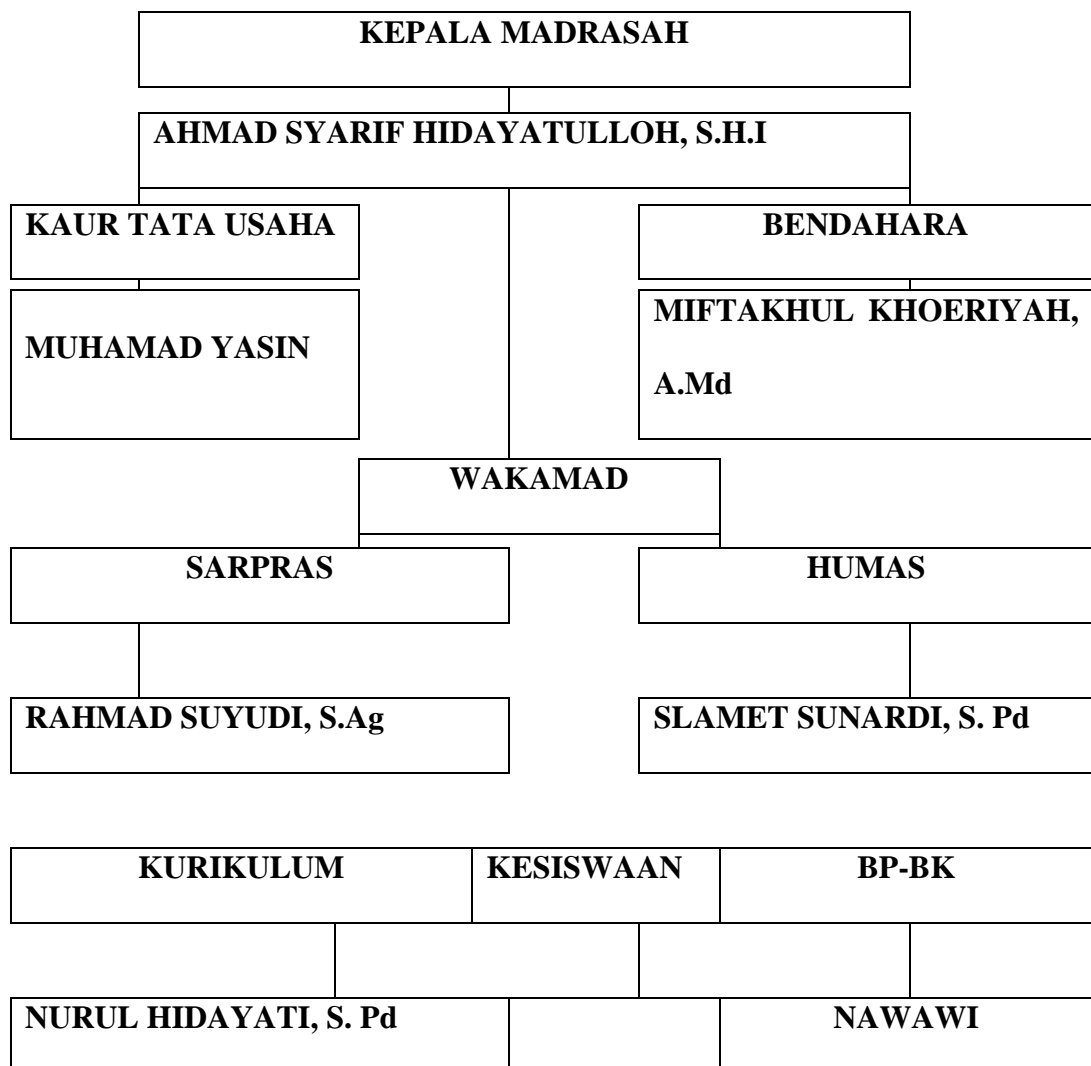 KEPALA MADRASAH
AHMAD SYARIF HIDAYATULLOH, S.H.I
KAUR TATA USAHA
BENDAHARA
MUHAMAD YASIN
MIFTAKHUL KHOERIYAH,
A.Md
WAKAMAD
SARPRAS
HUMAS
RAHMAD SUYUDI, S.Ag
SLAMET SUNARDI, S. Pd
KURIKULUM
KESISWAAN
BP-BK
NURUL HIDAYATI, S. Pd
NAWAWI